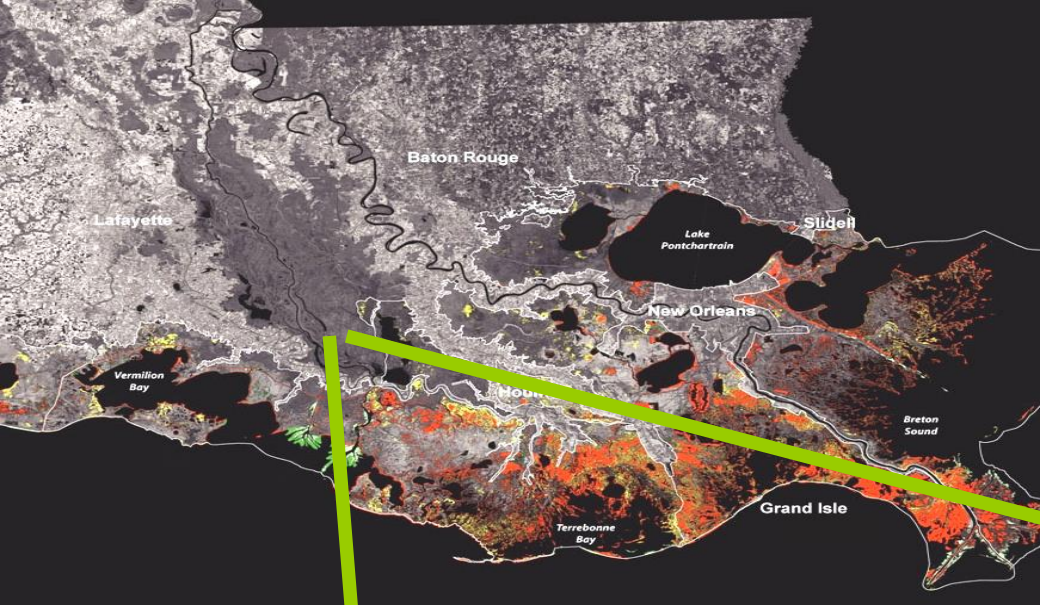 Baton Rouge
Lafayette
Slidell
Lake
Pontchartrain
New Orleans
Vermilion
Bay
Breton
Sound
Grand Isle
Terrebonne
Bay